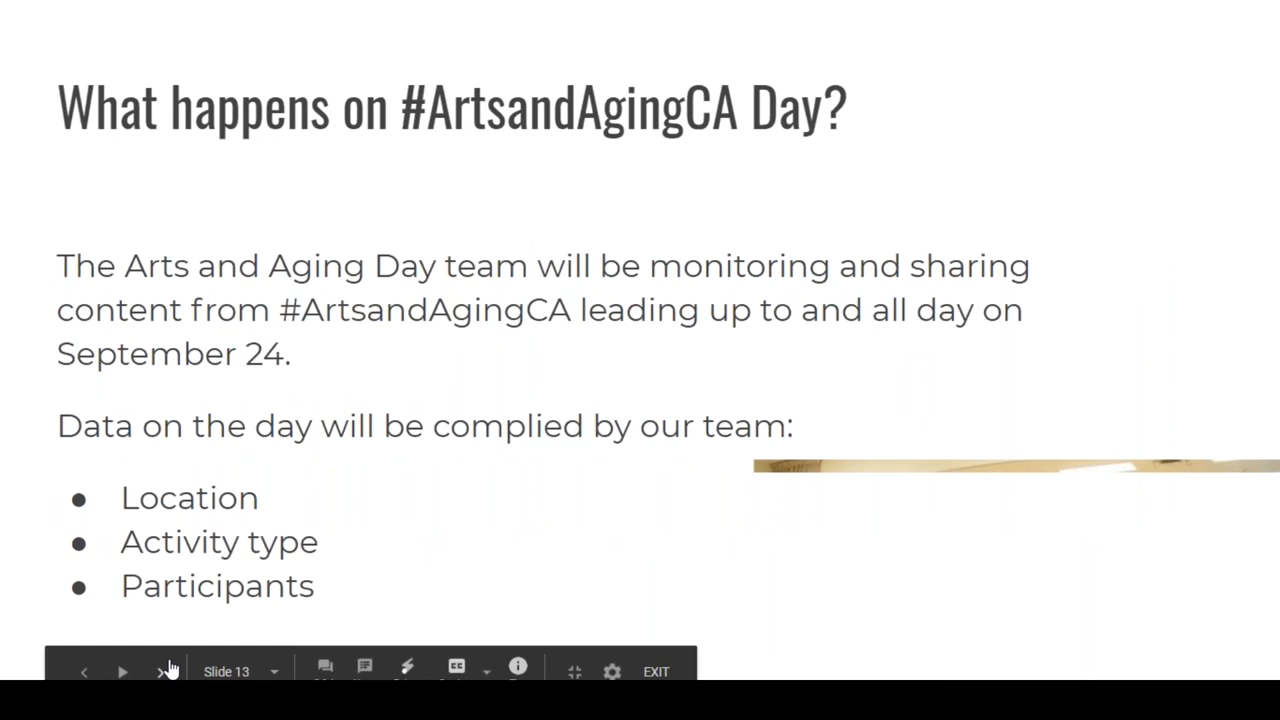 What happens on #ArtsandAgingCA Day?
The Arts and Aging Day team will be monitoring and sharing
content from #ArtsandAgingCA leading up to and all day on
September 24.
Data on the day will be complied by our team:
● Location
● Activity type
● Participants
Slide 13
EXIT